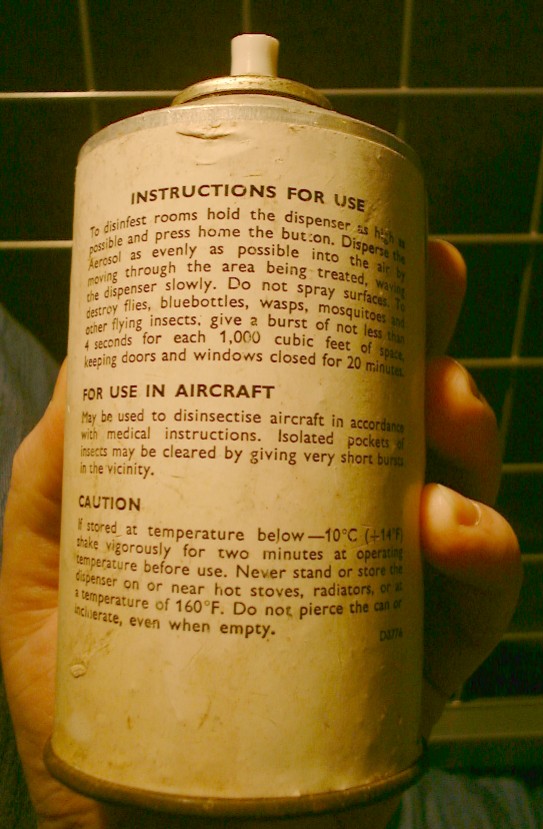 INSTRUCTIONS FOR USE
To disinfest rooms hold the dispenser as high as
possible and press home the button. Disperse the
Aerosol as evenly as possible into the air by
moving through the area being treated, waving
the dispenser slowly. Do not spray surfaces. To
destroy flies, bluebottles, wasps, mosquitoes and
other flying insects, give a burst of not less than
4 seconds for each 1,000 cubic feet of space,
keeping doors and windows closed for 20 minutes.
FOR USE IN AIRCRAFT
May be used to disinsectise aircraft in accordance
with medical instructions. Isolated pockets of
insects may be cleared by giving very short bursts
in the vicinity.
CAUTION
If stored at temperature below —10°C (+14°F)
shake vigorously for two minutes at operating
temperature before use. Never stand or store the
dispenser on or near hot stoves, radiators, or at
a temperature of 160°F. Do not pierce the can or
incinerate, even when empty.
D3776